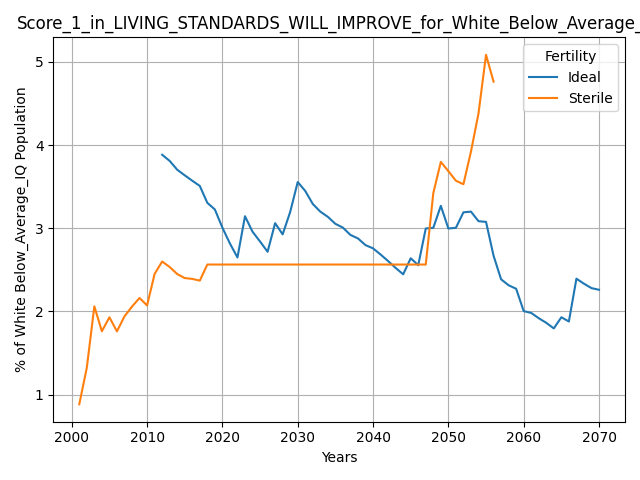 Score_1_in_LIVING_STANDARDS_WILL_IMPROVE_for_White_Below_Average_
Fertility
Ideal
Sterile
% of White Below_Average_IQ Population
5
4
3
2
1
2000 2010 2020 2030 2040 2050 2060 2070
Years